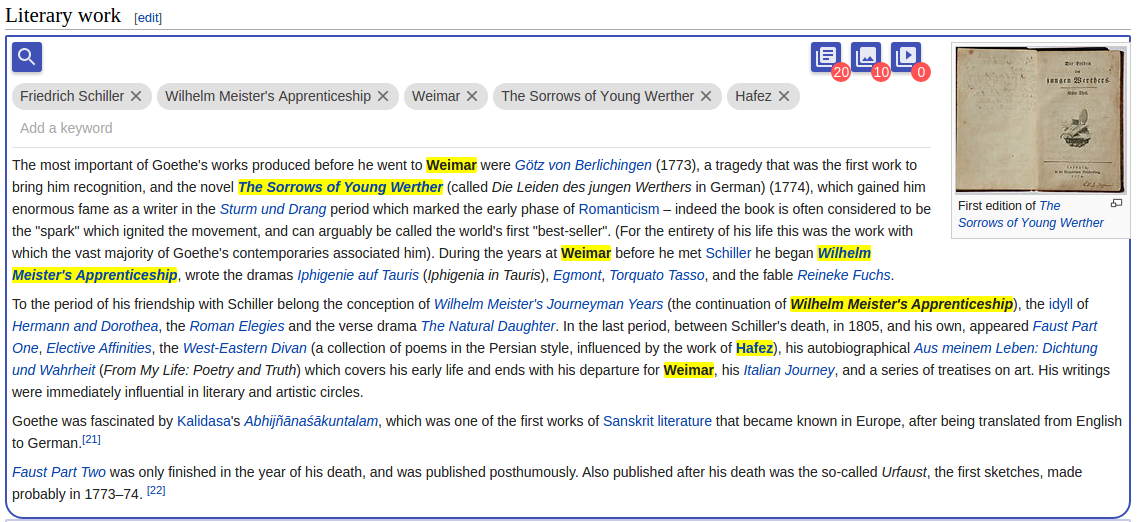 Literary work [edit]
20 10 0
Friedrich Schiller Wilhelm Meister's Apprenticeship Weimar The Sorrows of Young Werther Hafez
Add a keyword
The most important of Goethe's works produced before he went to Weimar were Götz von Berlichingen (1773), a tragedy that was the first work to
bring him recognition, and the novel The Sorrows of Young Werther (called Die Leiden des jungen Werthers in German) (1774), which gained him
enormous fame as a writer in the Sturm und Drang period which marked the early phase of Romanticism – indeed the book is often considered to be
the "spark" which ignited the movement, and can arguably be called the world's first "best-seller". (For the entirety of his life this was the work with
which the vast majority of Goethe's contemporaries associated him). During the years at Weimar before he met Schiller he began Wilhelm
Meister's Apprenticeship, wrote the dramas Iphigenie auf Tauris (Iphigenia in Tauris), Egmont, Torquato Tasso, and the fable Reineke Fuchs.
To the period of his friendship with Schiller belong the conception of Wilhelm Meister's Journeyman Years (the continuation of Wilhelm Meister's Apprenticeship), the idyll of
Hermann and Dorothea, the Roman Elegies and the verse drama The Natural Daughter. In the last period, between Schiller's death, in 1805, and his own, appeared Faust Part
One, Elective Affinities, the West-Eastern Divan (a collection of poems in the Persian style, influenced by the work of Hafez), his autobiographical Aus meinem Leben: Dichtung
und Wahrheit (From My Life: Poetry and Truth) which covers his early life and ends with his departure for Weimar, his Italian Journey, and a series of treatises on art. His writings
were immediately influential in literary and artistic circles.
Goethe was fascinated by Kalidasa's Abhijñānaśākuntalam, which was one of the first works of Sanskrit literature that became known in Europe, after being translated from English
to German.[21]
Faust Part Two was only finished in the year of his death, and was published posthumously. Also published after his death was the so-called Urfaust, the first sketches, made
probably in 1773–74. [22]
Die Leiden
des
jungen Werthers
First edition of The
Sorrows of Young Werther